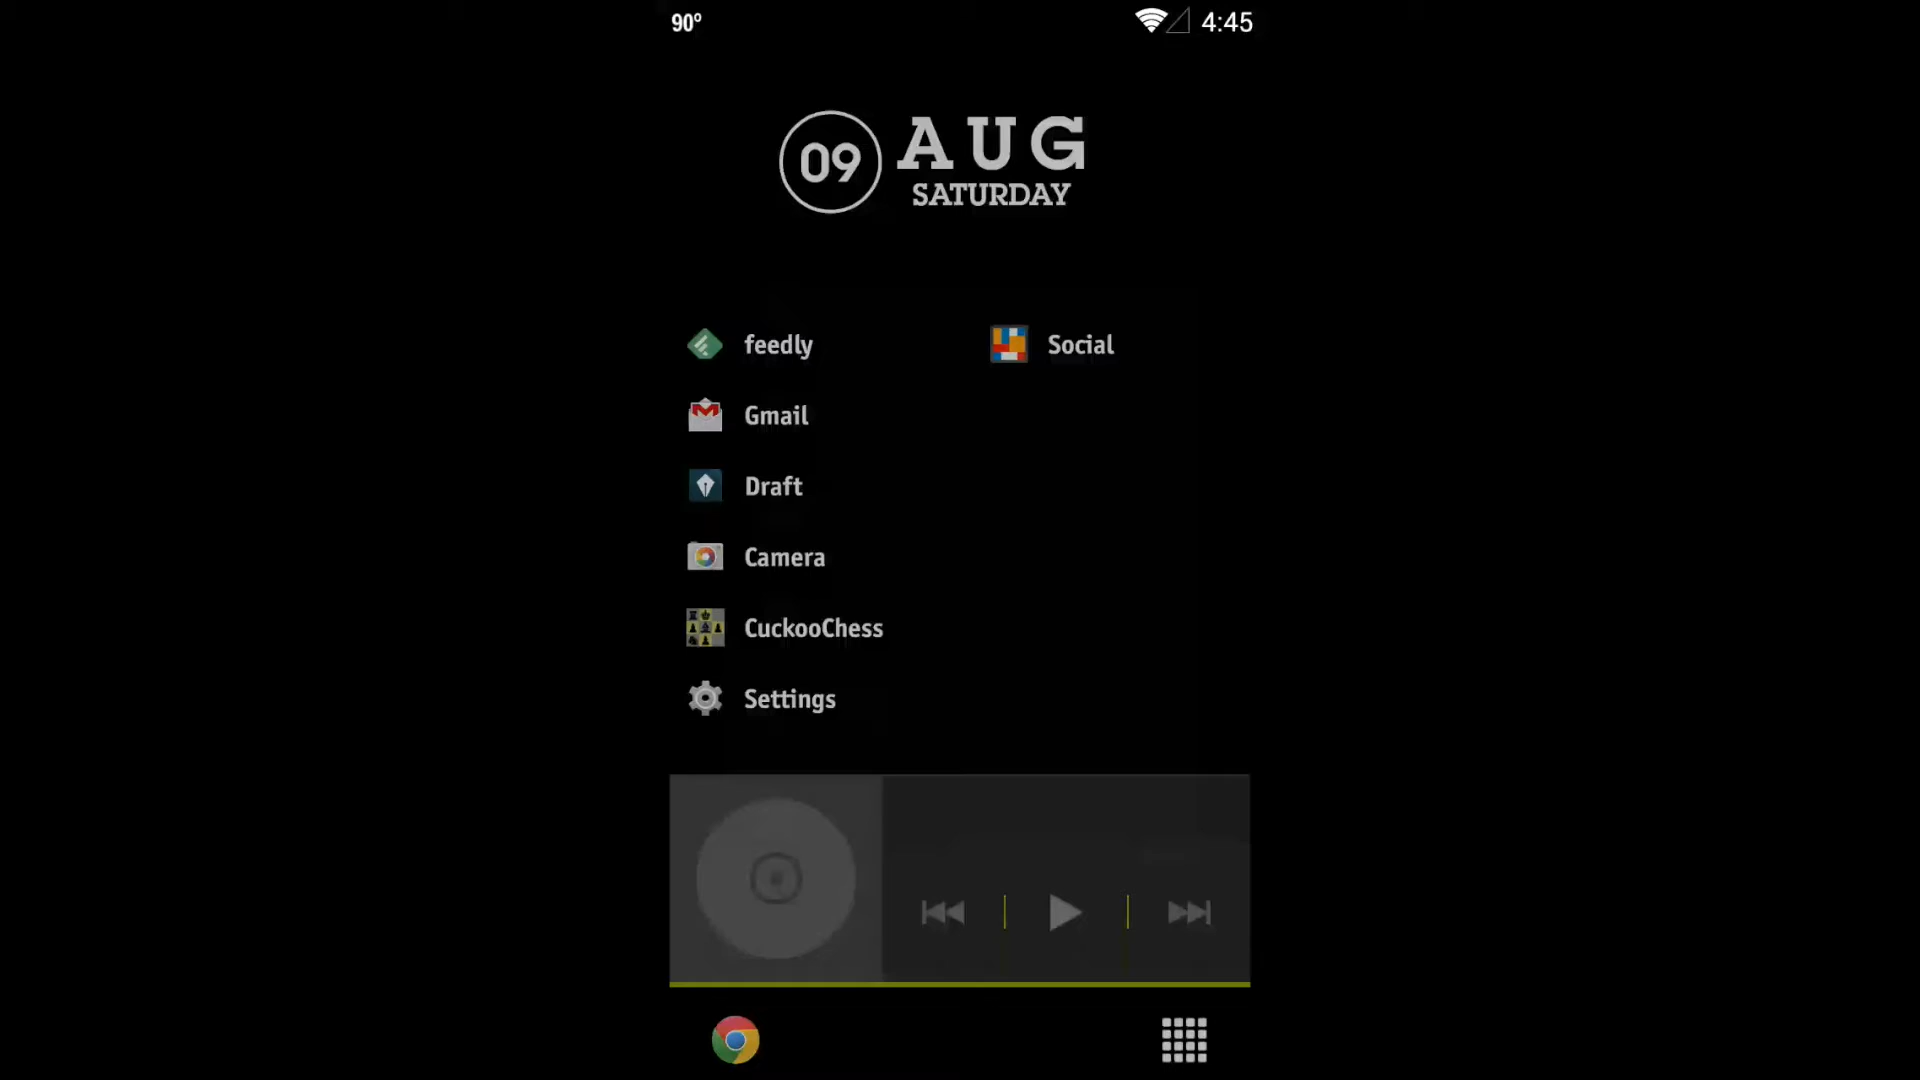 90° 4:45
09 AUG
SATURDAY
feedly Social
Gmail
Draft
Camera
CuckooChess
Settings